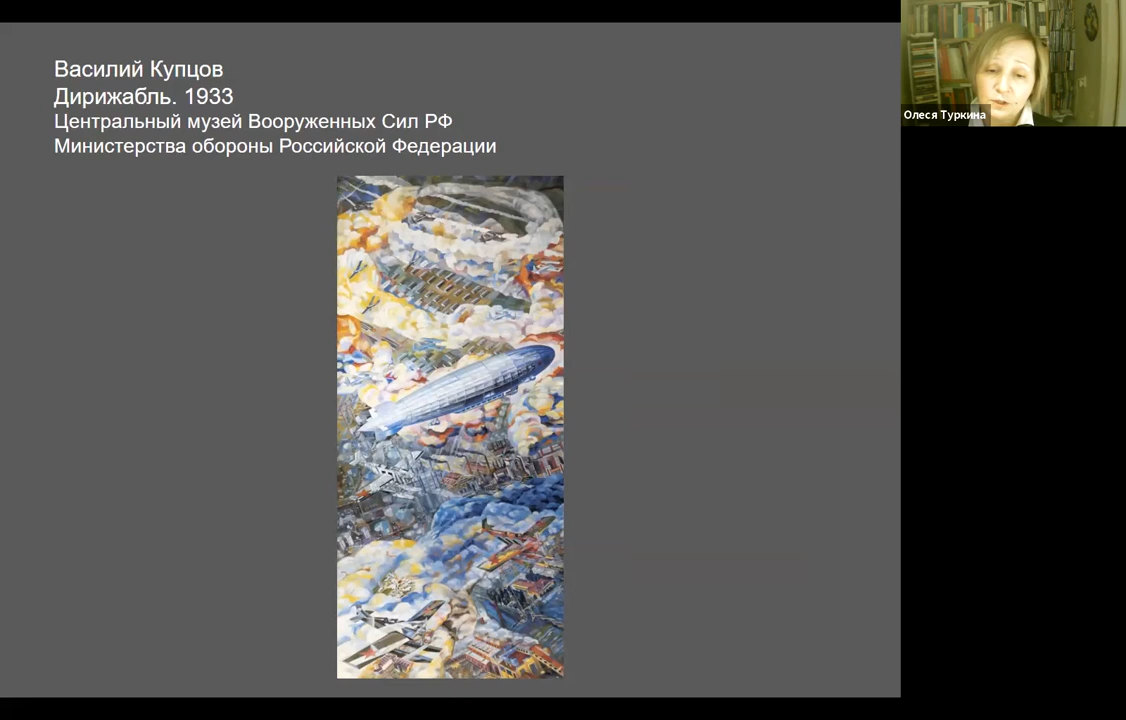 Василий Купцов
Дирижабль. 1933
Центральный музей Вооруженных Сил РФ
Министерства обороны Российской Федерации
Олеся Туркина